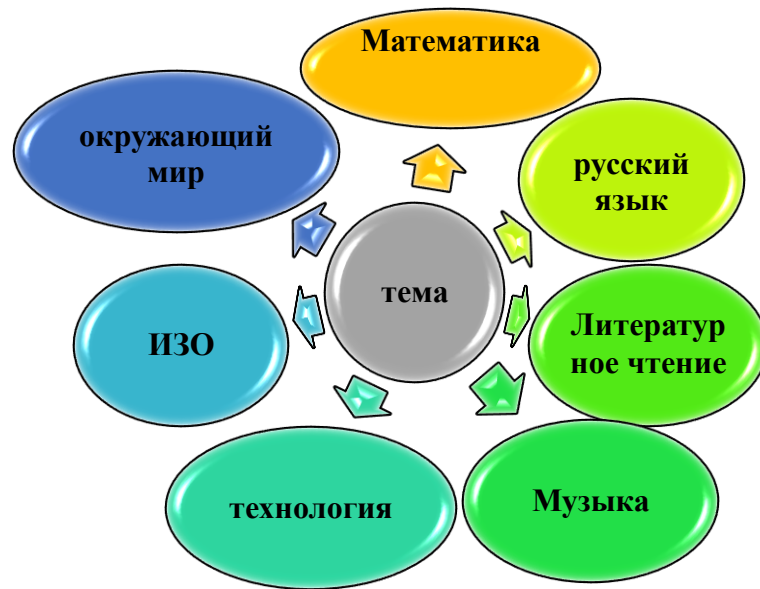 Математика
окружающий
мир
русский
язык
тема
ИЗО
Литератур
ное чтение
технология
Музыка